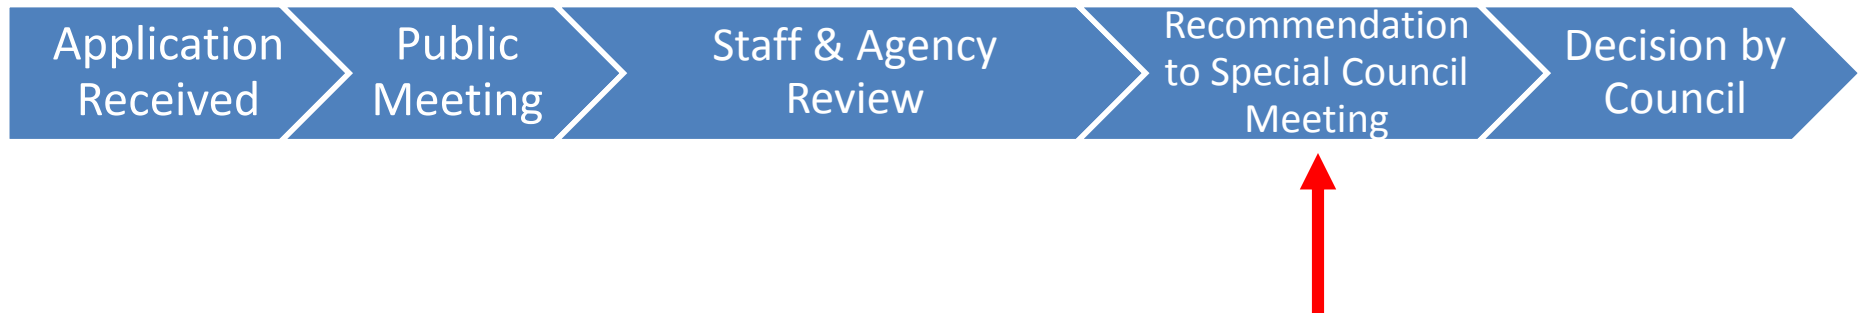 Application
Received
Public
Meeting
Staff & Agency
Review
Recommendation
to Special Council
Meeting
Decision by
Council